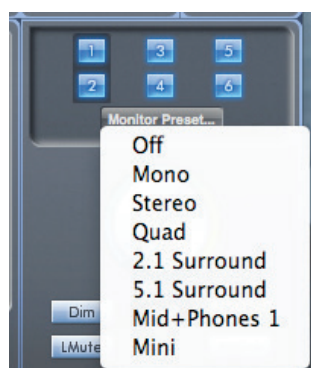 1 3 5
2 4 6
Monitor Preset...
Off
Mono
Stereo
Quad
2.1 Surround
5.1 Surround
Mid+Phones 1
Mini
Dim
LMute